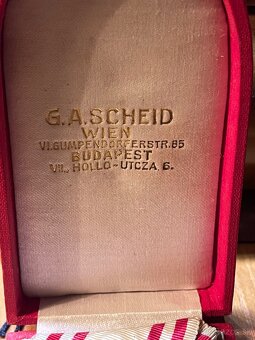 G.A.SCHEID
WIEN
VI.GUMPENDORFERSTR.85
BUDAPEST
VII., HOLLO-UTCZA 6.